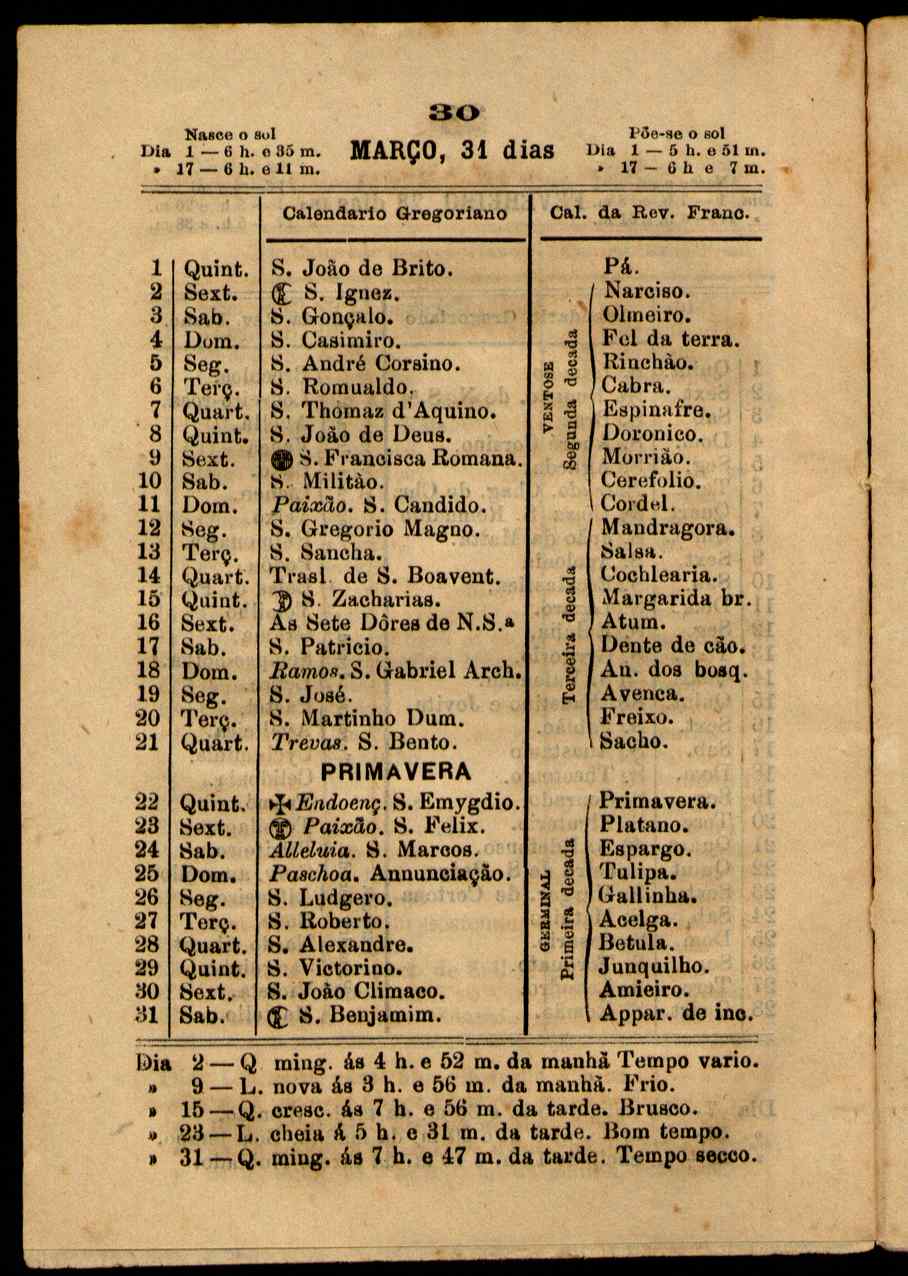 30
Nasce o sol
Dia 1 — 6 h. e 35 m.
» 17 — 6 h. e 11 m.
MARÇO, 31 dias
Põe-se o sol
Dia 1 — 5 h. e 51 m.
» 17 — 6 h e 7 m.
Calendario Gregoriano Cal. da Rev. Franc.
1 Quint. S. João de Brito. Pá.
2 Sext. S. Ignez. Narciso.
3 Sab. S. Gonçalo. Olmeiro.
4 Dom. S. Casimiro. Fel da terra.
5 Seg. S. André Corsino. Rinchão.
6 Terç. S. Romualdo. Cabra.
7 Quart. S. Thomaz d'Aquino. Espinafre.
8 Quint. S. João de Deus. Doronico.
9 Sext. S. Francisca Romana. Morrião.
10 Sab. S. Militão. Cerefolio.
11 Dom. Paixão. S. Candido. Cordel.
VENTOSE
Segunda decada
12 Seg. S. Gregorio Magno. Mandragora.
13 Terç. S. Sancha. Salsa.
14 Quart. Trasl. de S. Boavent. Cochlearia.
15 Quint. S. Zacharias. Margarida br.
16 Sext. As Sete Dôres de N.S.ª Atum.
17 Sab. S. Patricio. Dente de cão.
18 Dom. Ramos. S. Gabriel Arch. An. dos bosq.
19 Seg. S. José. Avenca.
20 Terç. S. Martinho Dum. Freixo.
21 Quart. Trevas. S. Bento. Sacho.
Terceira decada
PRIMAVERA
22 Quint. ✠ Endoenç. S. Emygdio. Primavera.
23 Sext. Paixão. S. Felix. Platano.
24 Sab. Alleluia. S. Marcos. Espargo.
25 Dom. Paschoa. Annunciação. Tulipa.
26 Seg. S. Ludgero. Gallinha.
27 Terç. S. Roberto. Acelga.
28 Quart. S. Alexandre. Betula.
29 Quint. S. Victorino. Junquilho.
30 Sext. S. João Climaco. Amieiro.
31 Sab. S. Benjamim. Appar. de inc.
GERMINAL
Primeira decada
Dia 2 — Q ming. ás 4 h. e 52 m. da manhã Tempo vario.
» 9 — L. nova ás 3 h. e 56 m. da manhã. Frio.
» 15 — Q. cresc. ás 7 h. e 56 m. da tarde. Brusco.
» 23 — L. cheia á 5 h. e 31 m. da tarde. Bom tempo.
» 31 — Q. ming. ás 7 h. e 47 m. da tarde. Tempo secco.